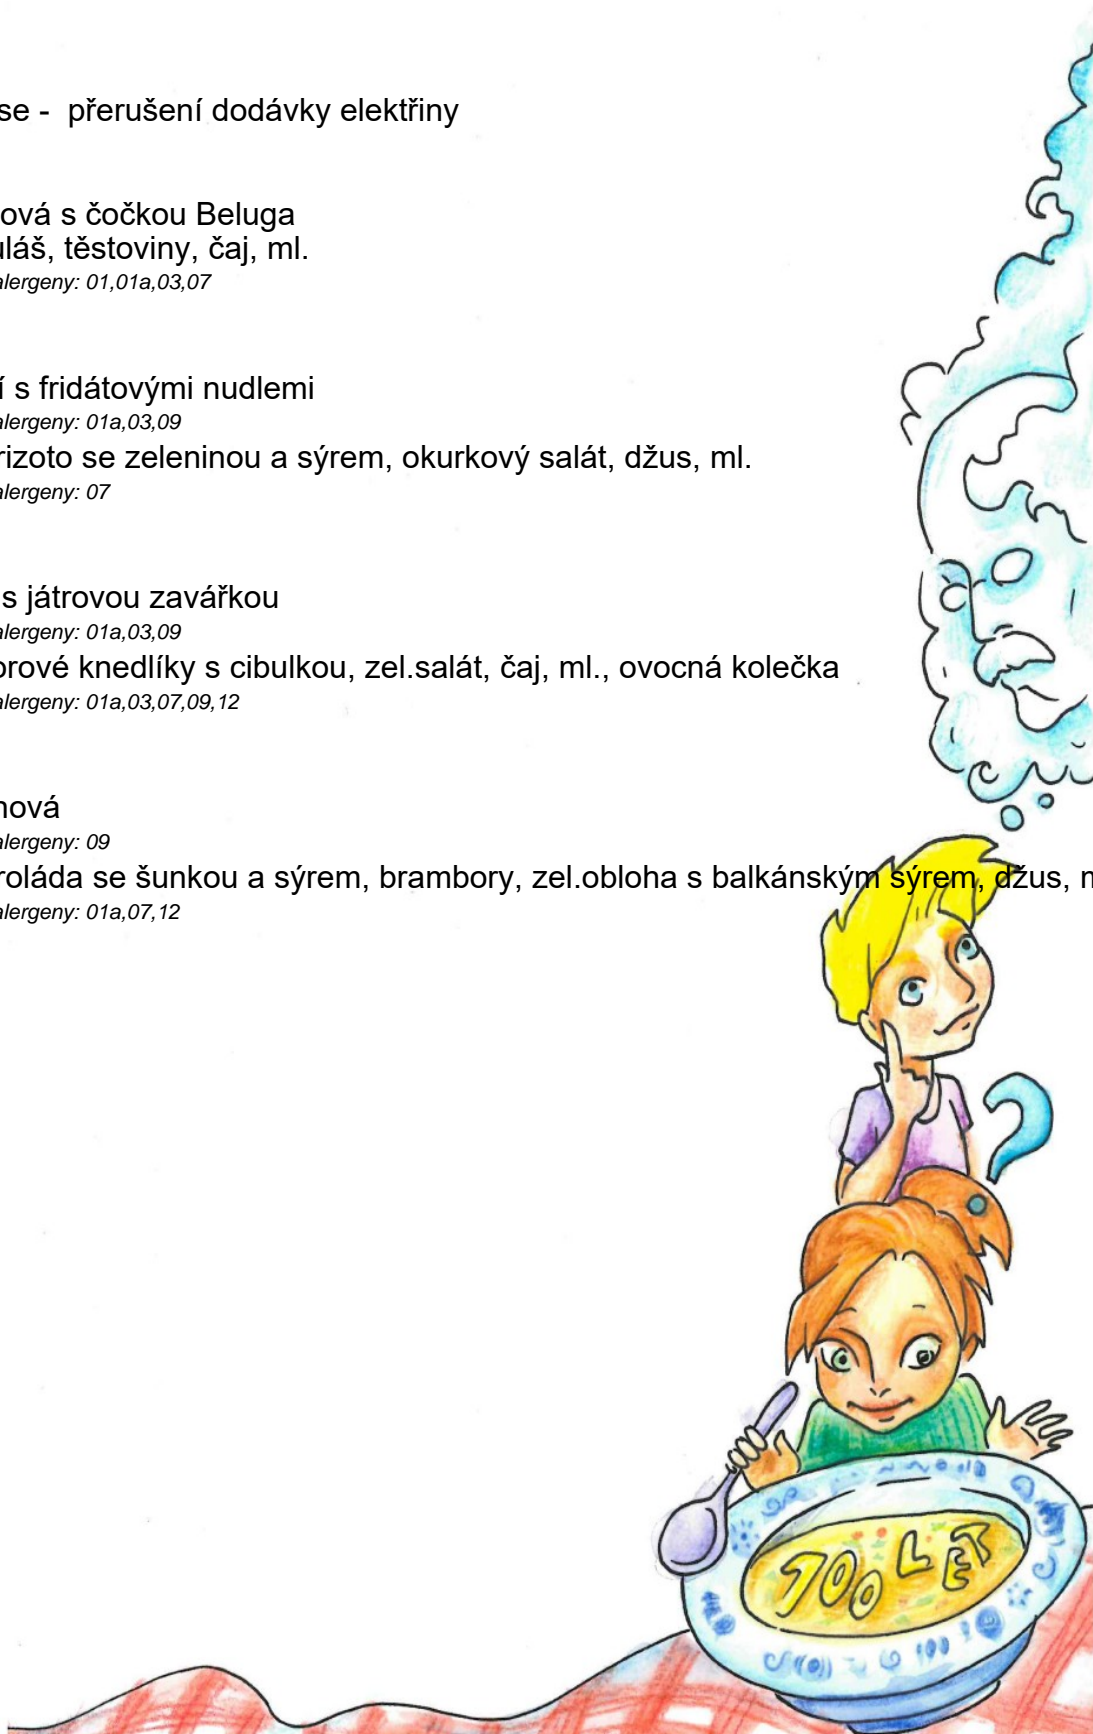 se - přerušení dodávky elektřiny
ová s čočkou Beluga
uláš, těstoviny, čaj, ml.
alergeny: 01,01a,03,07
í s fridátovými nudlemi
alergeny: 01a,03,09
rizoto se zeleninou a sýrem, okurkový salát, džus, ml.
alergeny: 07
s játrovou zavářkou
alergeny: 01a,03,09
orové knedlíky s cibulkou, zel.salát, čaj, ml., ovocná kolečka
alergeny: 01a,03,07,09,12
nová
alergeny: 09
roláda se šunkou a sýrem, brambory, zel.obloha s balkánským sýrem, džus, m
alergeny: 01a,07,12
?
700 LET